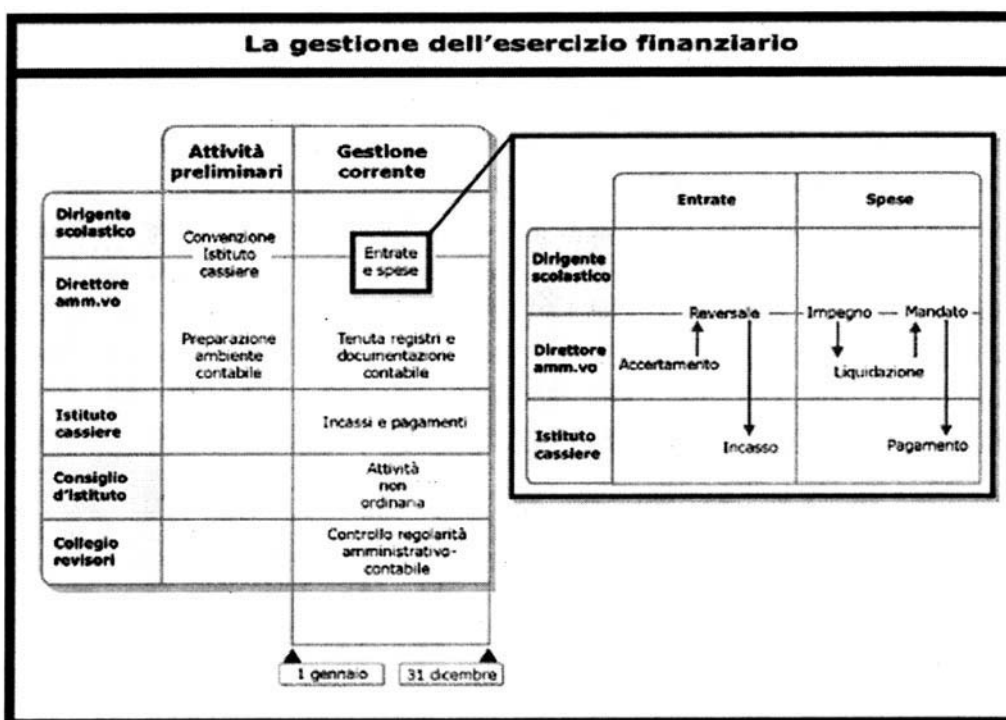 La gestione dell'esercizio finanziario
Attività
preliminari
Gestione
corrente
Dirigente
scolastico
Convenzione
Istituto
cassiere
Entrate
e spese
Direttore
amm.vo
Preparazione
ambiente
contabile
Tenuta registri e
documentazione
contabile
Istituto
cassiere
Incassi e pagamenti
Consiglio
d'istituto
Attività
non
ordinaria
Collegio
revisori
Controllo regolarità
amministrativo-
contabile
1 gennaio
31 dicembre
Entrate
Spese
Dirigente
scolastico
Reversale
Impegno
Mandato
Direttore
amm.vo
Accertamento
Liquidazione
Istituto
cassiere
Incasso
Pagamento